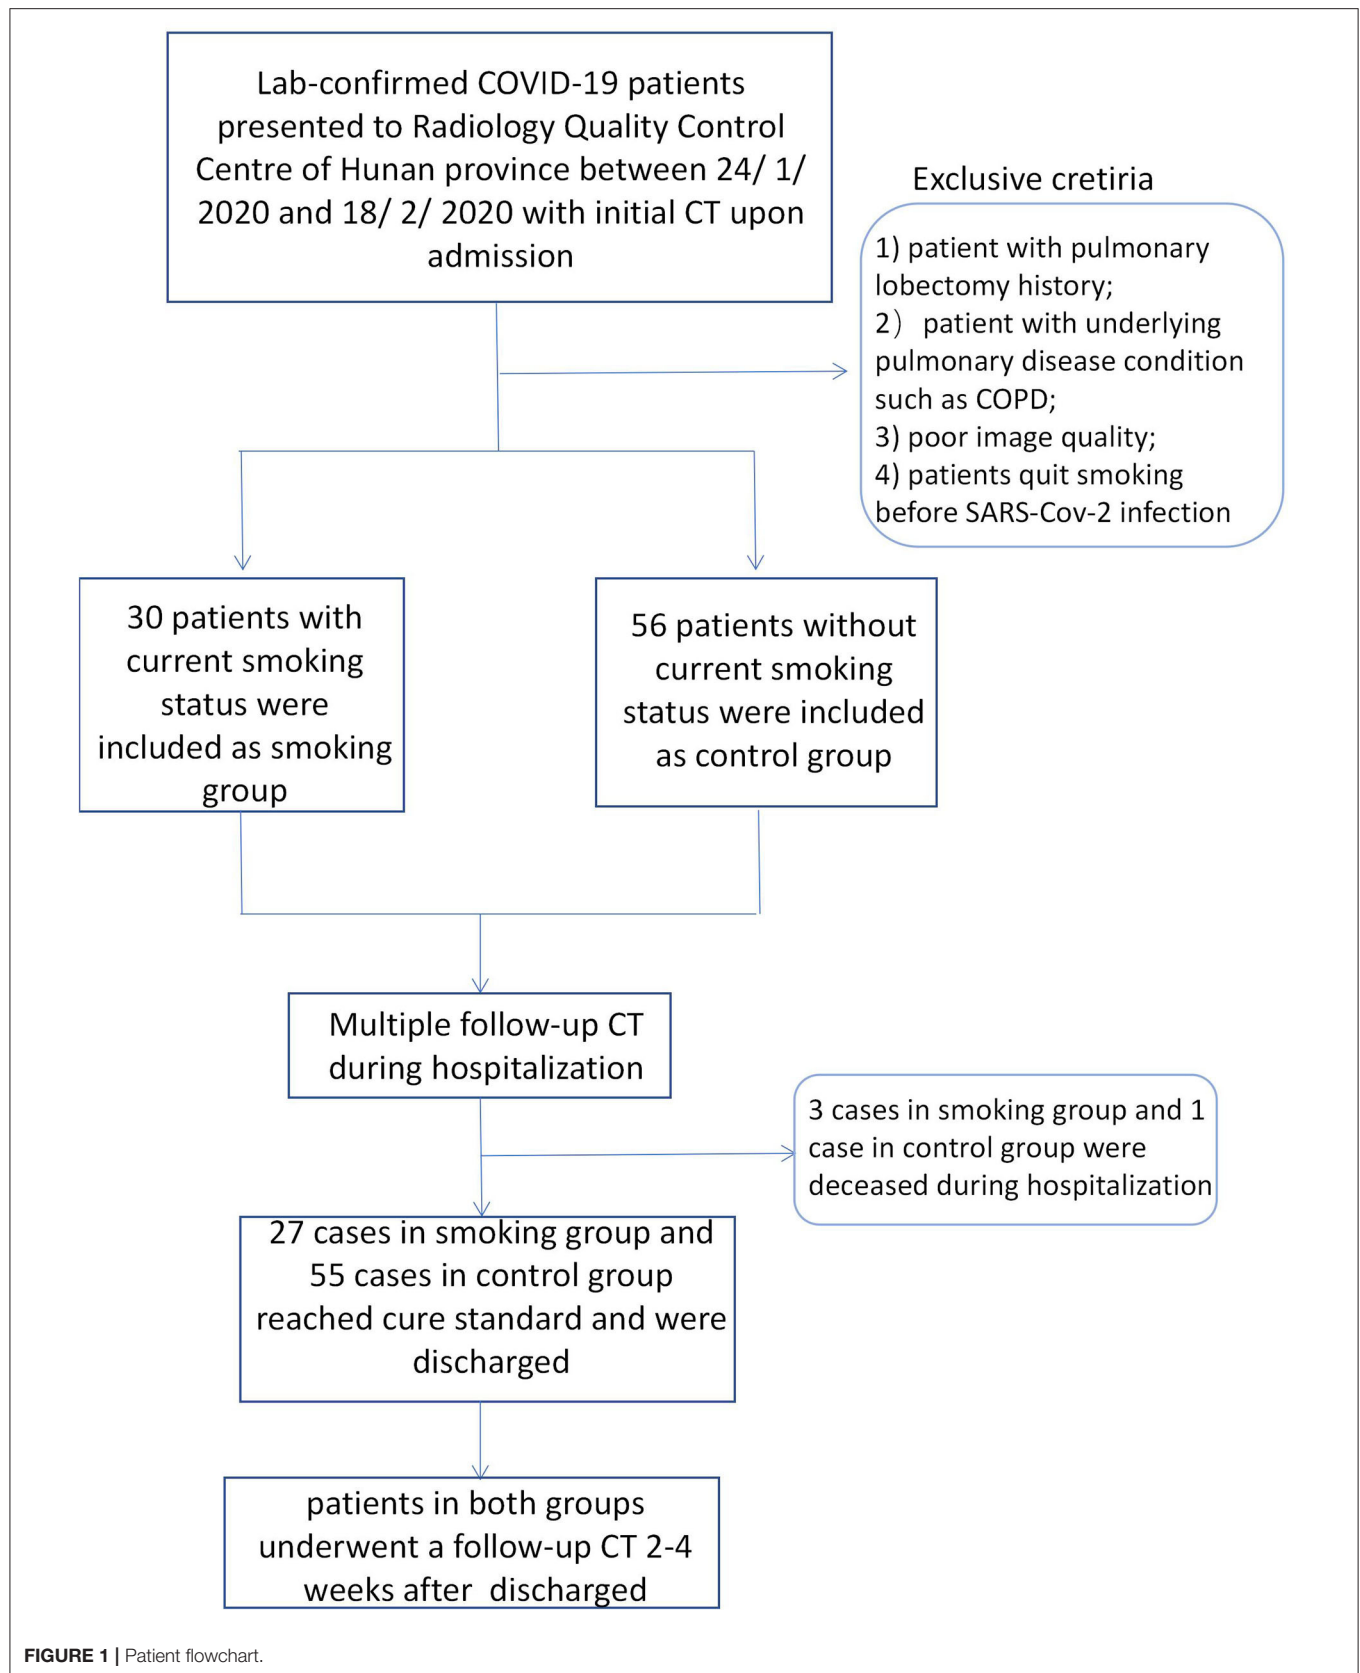 Lab-confirmed COVID-19 patients
presented to Radiology Quality Control
Centre of Hunan province between 24/ 1/
2020 and 18/ 2/ 2020 with initial CT upon
admission
Exclusive cretiria
1) patient with pulmonary
lobectomy history;
2） patient with underlying
pulmonary disease condition
such as COPD;
3) poor image quality;
4) patients quit smoking
before SARS-Cov-2 infection
30 patients with
current smoking
status were
included as smoking
group
56 patients without
current smoking
status were included
as control group
Multiple follow-up CT
during hospitalization
3 cases in smoking group and 1
case in control group were
deceased during hospitalization
27 cases in smoking group and
55 cases in control group
reached cure standard and were
discharged
patients in both groups
underwent a follow-up CT 2-4
weeks after discharged
FIGURE 1 | Patient flowchart.